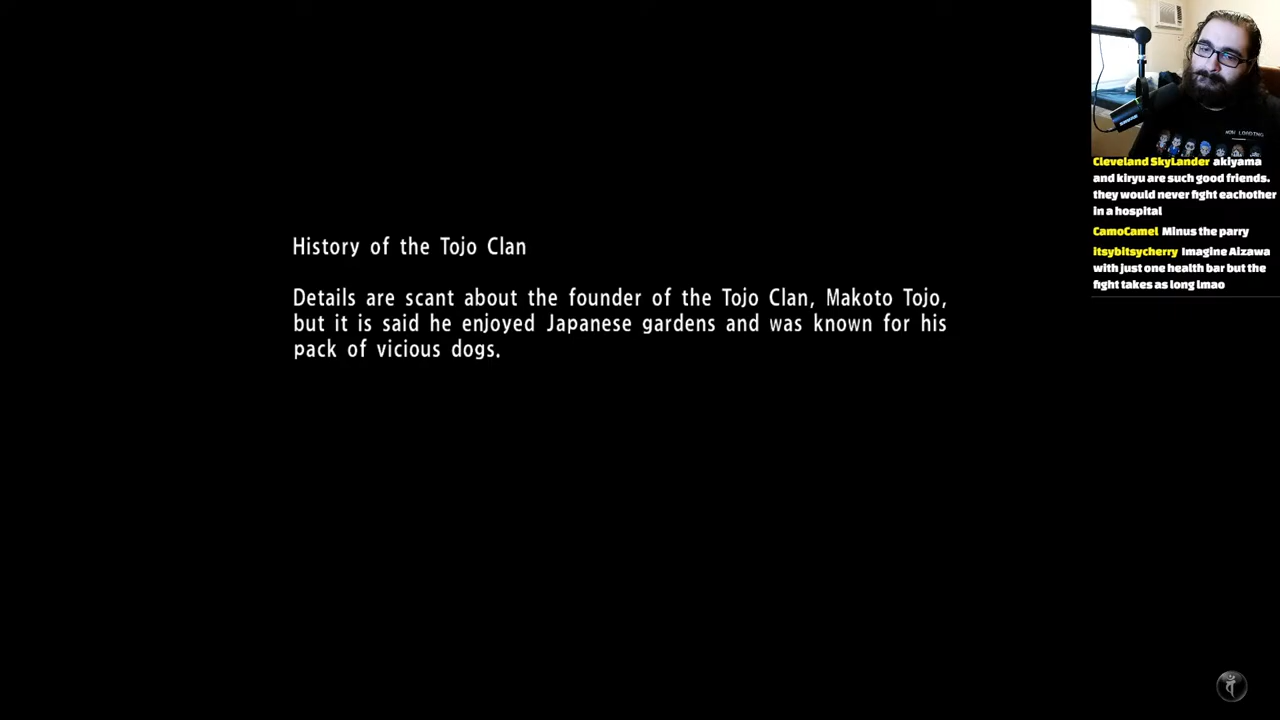 History of the Tojo Clan
Details are scant about the founder of the Tojo Clan, Makoto Tojo,
but it is said he enjoyed Japanese gardens and was known for his
pack of vicious dogs.
SHURE
NOW LOADING
Cleveland SkyLander akiyama
and kiryu are such good friends.
they would never fight eachother
in a hospital
CamoCamel Minus the parry
itsybitsycherry Imagine Aizawa
with just one health bar but the
fight takes as long lmao